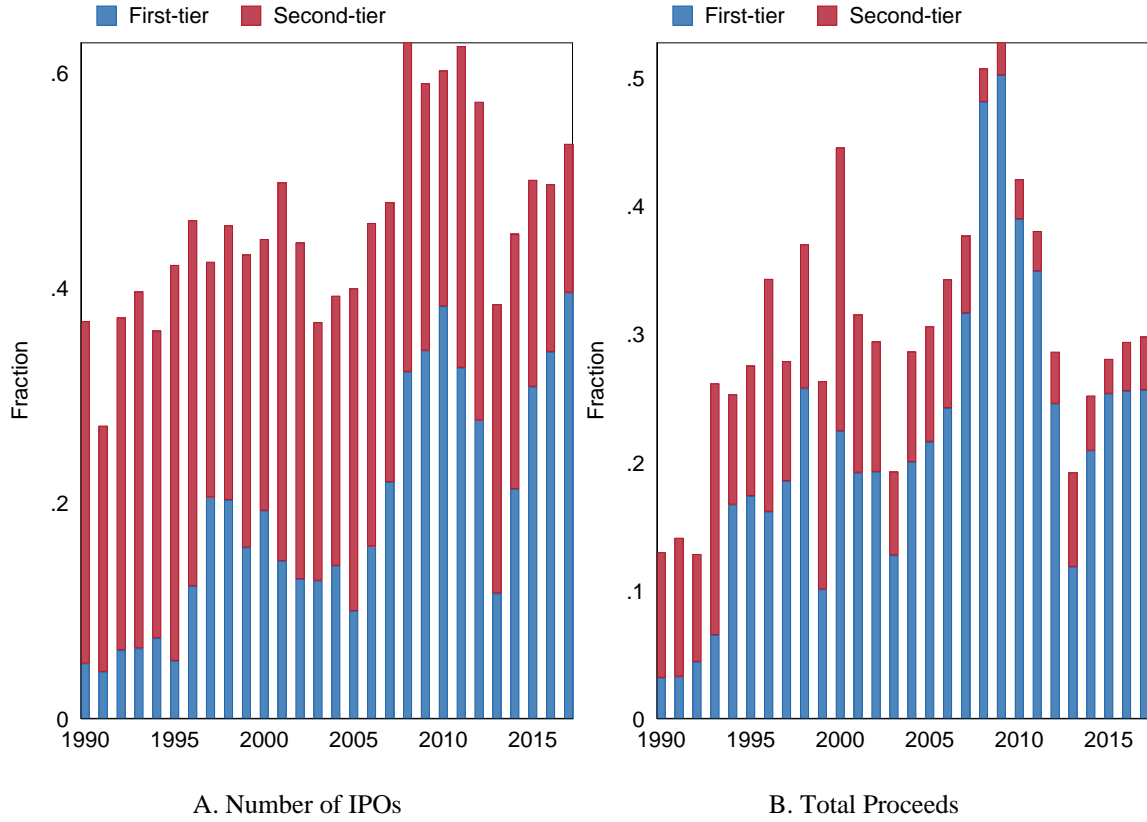 First-tier Second-tier
.6
.4
.2
0
Fraction
1990 1995 2000 2005 2010 2015
A. Number of IPOs
First-tier Second-tier
.5
.4
.3
.2
.1
0
Fraction
1990 1995 2000 2005 2010 2015
B. Total Proceeds